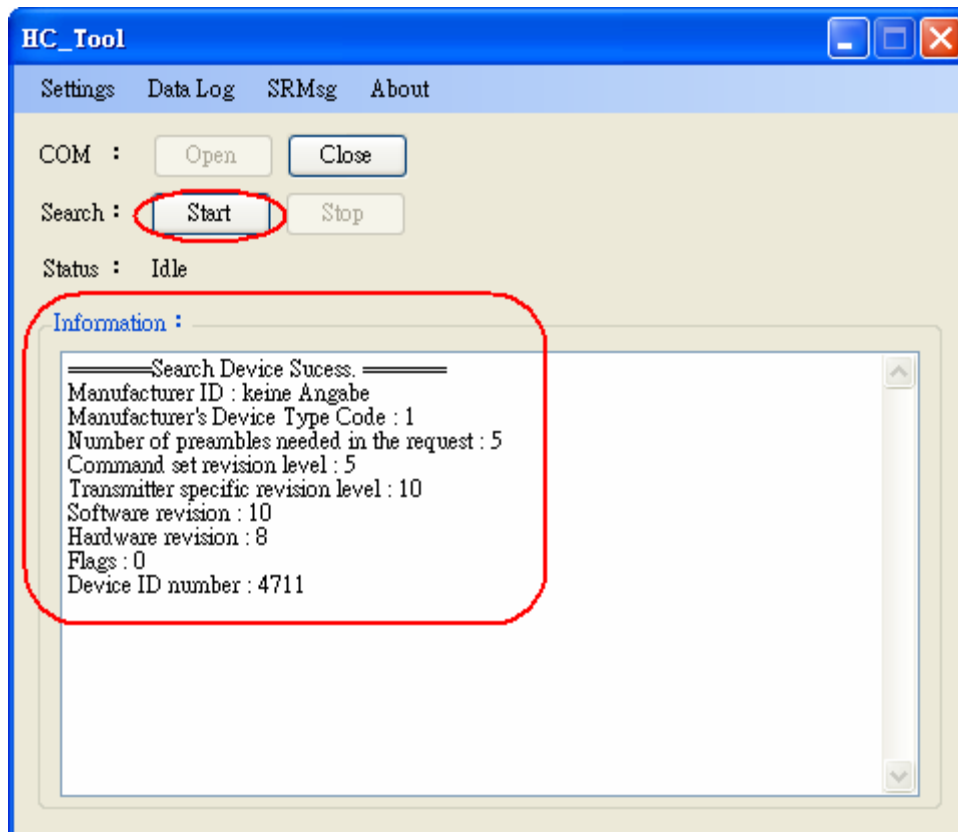 HC_Tool
Settings Data Log SRMsg About
COM : Open Close
Search : Start Stop
Status : Idle
Information :
══════Search Device Sucess. ══════
Manufacturer ID : keine Angabe
Manufacturer's Device Type Code : 1
Number of preambles needed in the request : 5
Command set revision level : 5
Transmitter specific revision level : 10
Software revision : 10
Hardware revision : 8
Flags : 0
Device ID number : 4711